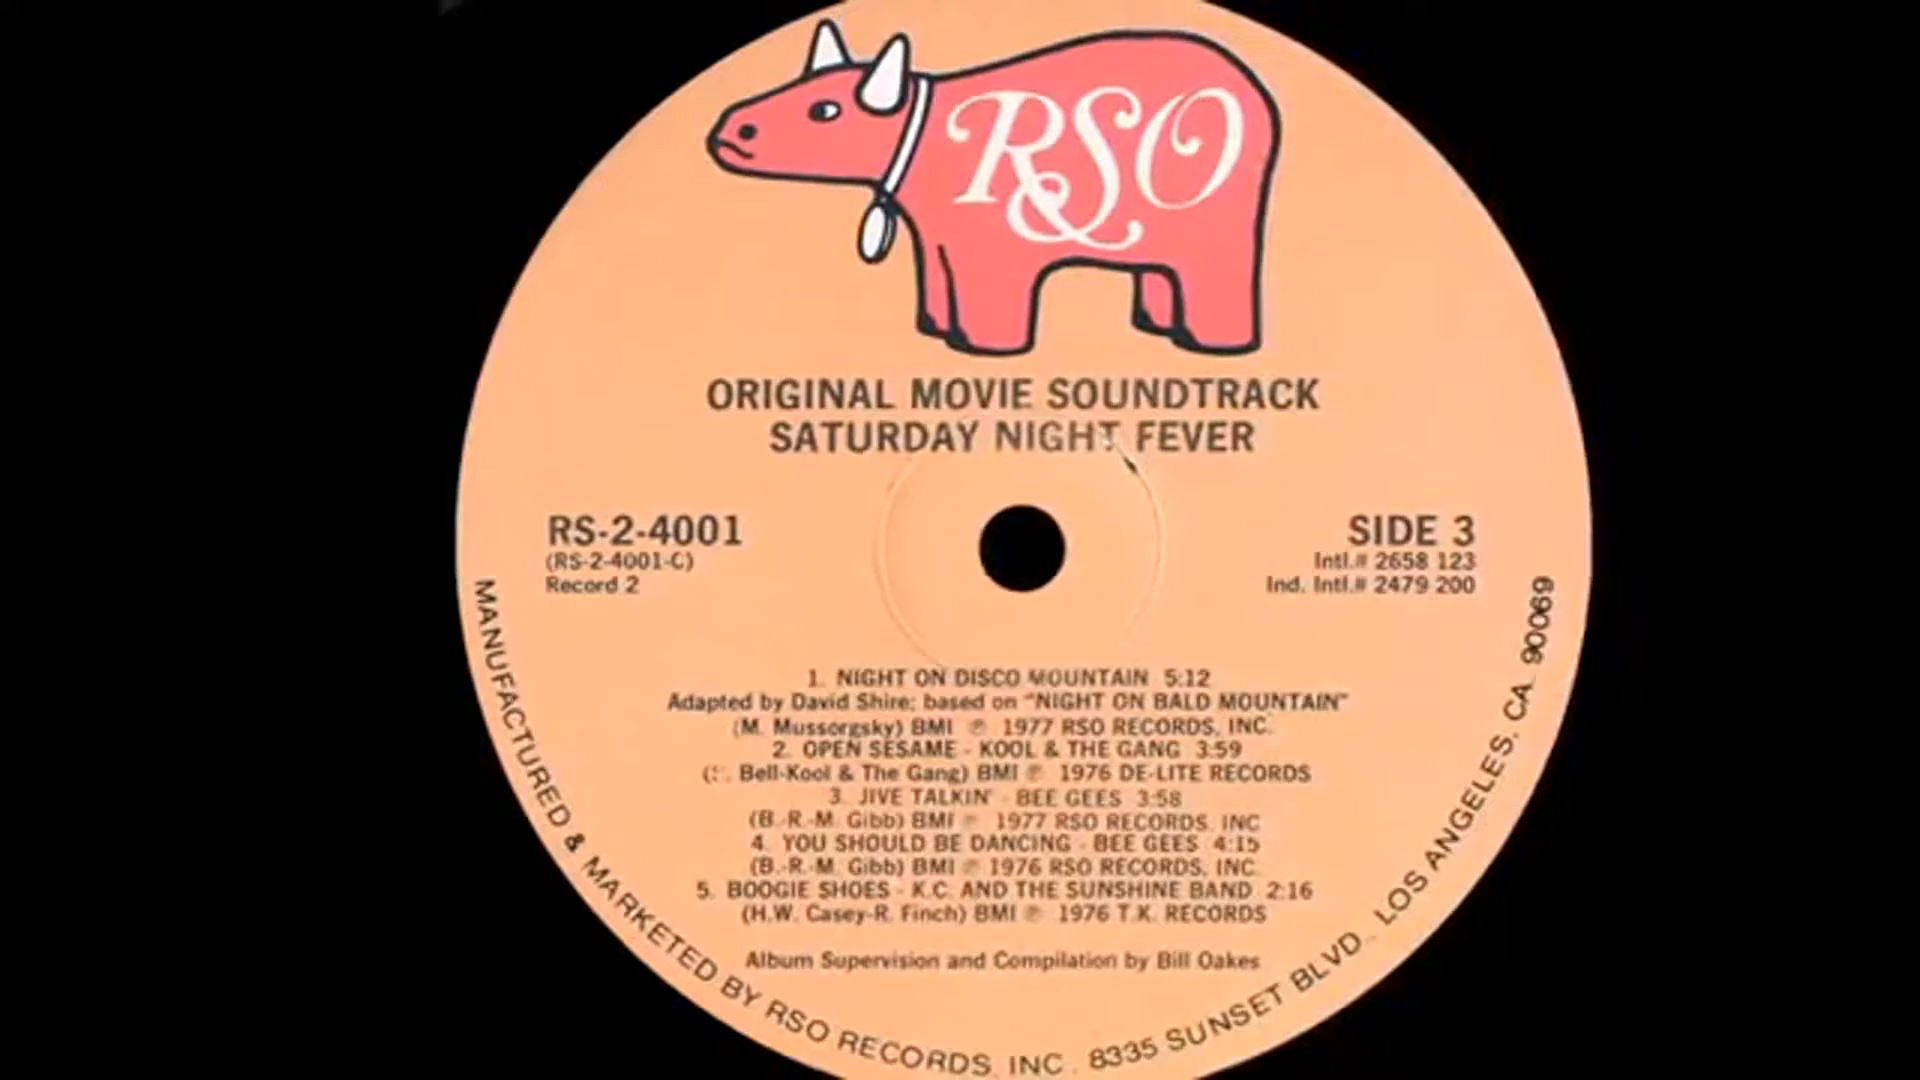 RSO
ORIGINAL MOVIE SOUNDTRACK
SATURDAY NIGHT FEVER
RS-2-4001
(RS-2-4001-C)
Record 2
SIDE 3
Intl.# 2658 123
Ind. Intl.# 2479 200
1. NIGHT ON DISCO MOUNTAIN 5:12
Adapted by David Shire; based on "NIGHT ON BALD MOUNTAIN"
(M. Mussorgsky) BMI ℗ 1977 RSO RECORDS, INC.
2. OPEN SESAME - KOOL & THE GANG 3:59
Bell-Kool & The Gang) BMI ℗ 1976 DE-LITE RECORDS
3. JIVE TALKIN' - BEE GEES 3:58
(B.-R.-M. Gibb) BMI ℗ 1977 RSO RECORDS, INC
4. YOU SHOULD BE DANCING - BEE GEES 4:15
(B.-R.-M. Gibb) BMI ℗ 1976 RSO RECORDS, INC
5. BOOGIE SHOES - K.C. AND THE SUNSHINE BAND 2:16
(H.W. Casey-R. Finch) BMI ℗ 1976 T.K. RECORDS
Album Supervision and Compilation by Bill Oakes
MANUFACTURED & MARKETED BY RSO RECORDS, INC. 8335 SUNSET BLVD., LOS ANGELES, CA. 90069